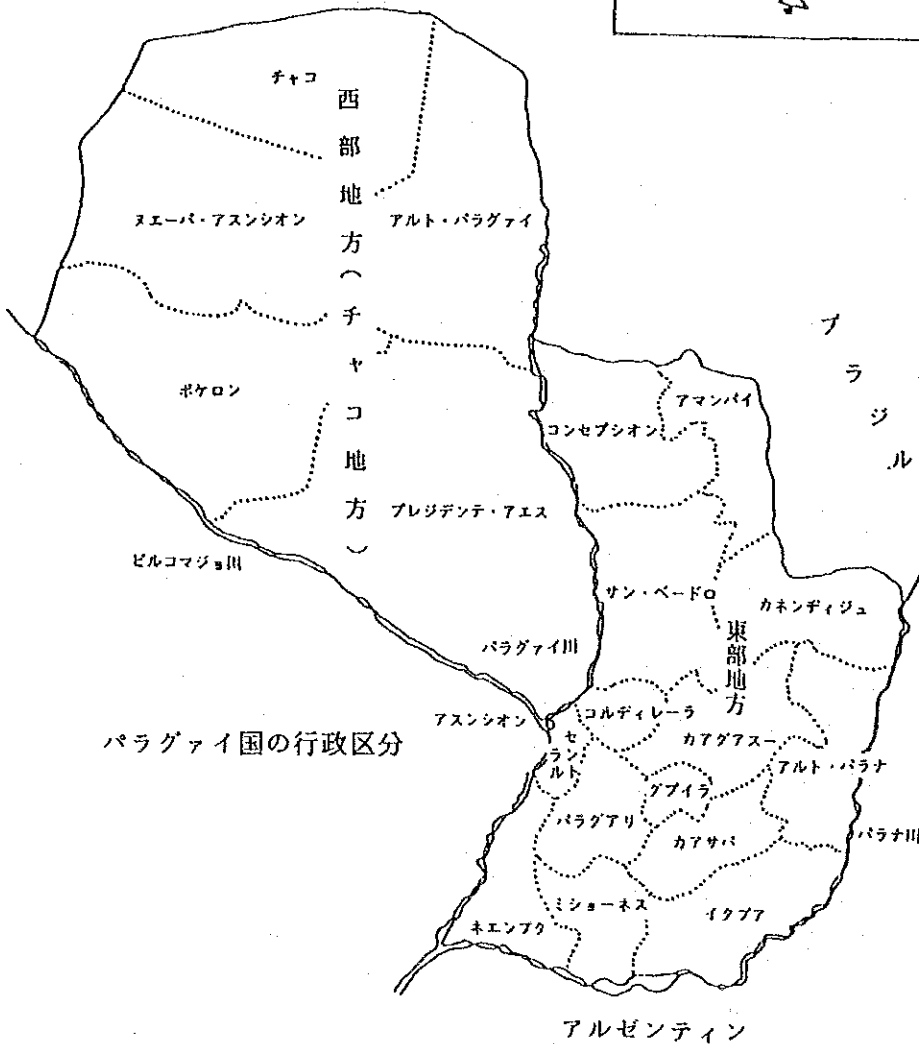 チャコ
西部地方（チャコ地方）
ヌエーバ・アスンシオン
アルト・パラグァイ
ブラジル
ボケロン
アマンバイ
コンセプシオン
プレジデンテ・アエス
ピルコマジョ川
サン・ペードロ
カネンディジュ
東部地方
パラグァイ川
アスンシオン
コルディレーラ
セントラル
カアグアスー
パラグァイ国の行政区分
アルト・パラナ
グアイラ
パラグアリ
カアサパ
パラナ川
ミショーネス
イタプア
ネエンブク
アルゼンティン